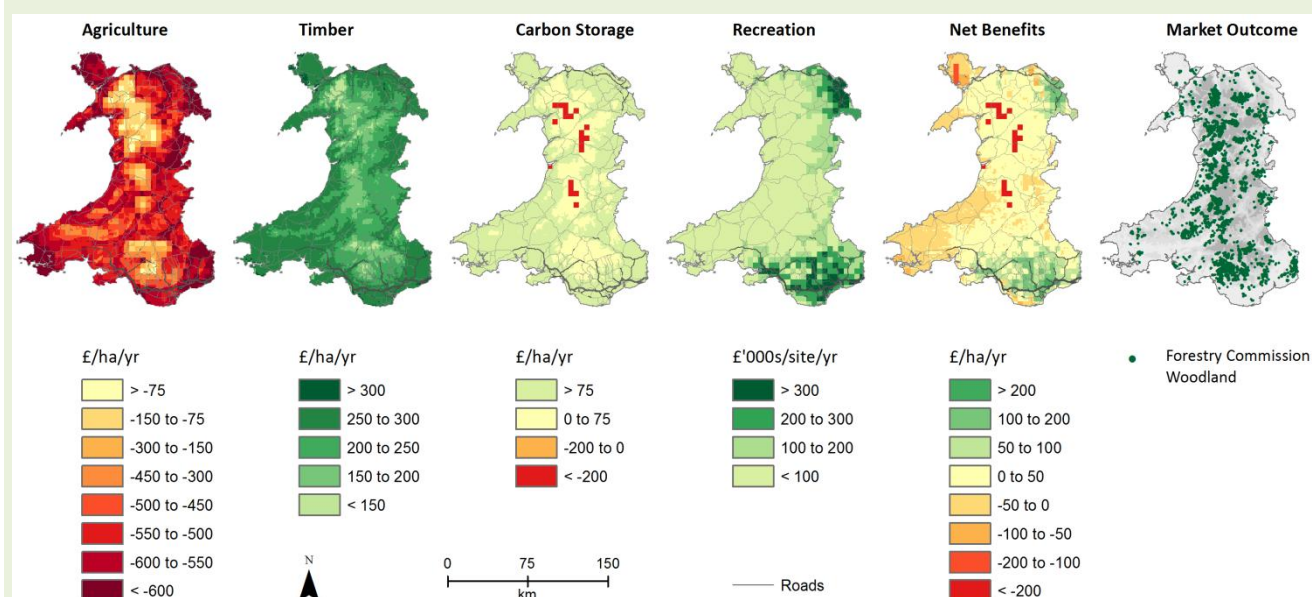 Agriculture
Timber
Carbon Storage
Recreation
Net Benefits
Market Outcome
£/ha/yr
> -75
-150 to -75
-300 to -150
-450 to -300
-500 to -450
-550 to -500
-600 to -550
< -600
£/ha/yr
> 300
250 to 300
200 to 250
150 to 200
< 150
N
£/ha/yr
> 75
0 to 75
-200 to 0
< -200
0 75 150
km
£'000s/site/yr
> 300
200 to 300
100 to 200
< 100
Roads
£/ha/yr
> 200
100 to 200
50 to 100
0 to 50
-50 to 0
-100 to -50
-200 to -100
< -200
Forestry Commission
Woodland